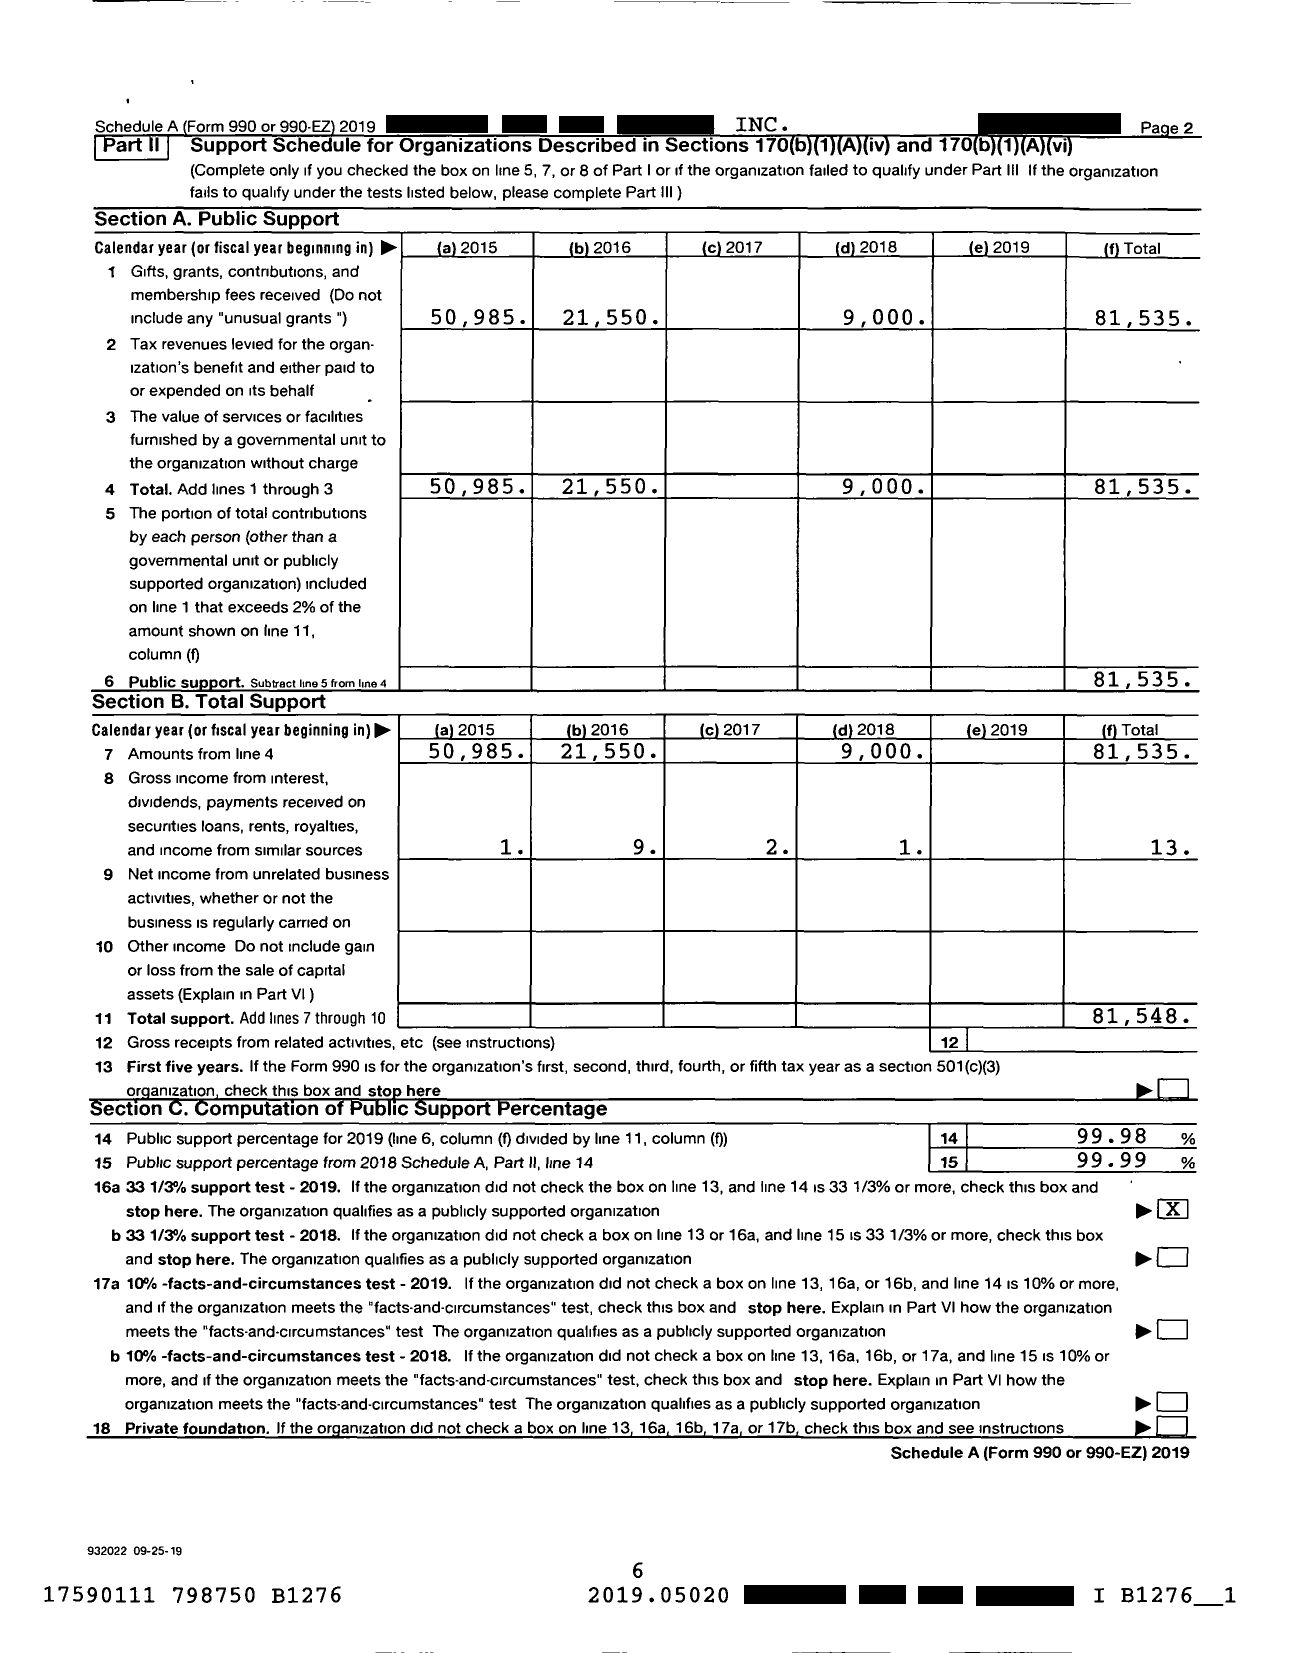 Schedule A (Form 990 or 990-EZ) 2019 INC. Page 2
Part II Support Schedule for Organizations Described in Sections 170(b)(1)(A)(iv) and 170(b)(1)(A)(vi)
(Complete only if you checked the box on line 5, 7, or 8 of Part I or if the organization failed to qualify under Part III If the organization
fails to qualify under the tests listed below, please complete Part III )
Section A. Public Support
Calendar year (or fiscal year beginning in) ▶ (a) 2015 (b) 2016 (c) 2017 (d) 2018 (e) 2019 (f) Total
1 Gifts, grants, contributions, and
membership fees received (Do not
include any "unusual grants ") 50,985. 21,550. 9,000. 81,535.
2 Tax revenues levied for the organ-
ization's benefit and either paid to
or expended on its behalf
3 The value of services or facilities
furnished by a governmental unit to
the organization without charge
4 Total. Add lines 1 through 3 50,985. 21,550. 9,000. 81,535.
5 The portion of total contributions
by each person (other than a
governmental unit or publicly
supported organization) included
on line 1 that exceeds 2% of the
amount shown on line 11,
column (f)
6 Public support. Subtract line 5 from line 4 81,535.
Section B. Total Support
Calendar year (or fiscal year beginning in) ▶ (a) 2015 (b) 2016 (c) 2017 (d) 2018 (e) 2019 (f) Total
7 Amounts from line 4 50,985. 21,550. 9,000. 81,535.
8 Gross income from interest,
dividends, payments received on
securities loans, rents, royalties,
and income from similar sources 1. 9. 2. 1. 13.
9 Net income from unrelated business
activities, whether or not the
business is regularly carried on
10 Other income Do not include gain
or loss from the sale of capital
assets (Explain in Part VI )
11 Total support. Add lines 7 through 10 81,548.
12 Gross receipts from related activities, etc (see instructions) 12
13 First five years. If the Form 990 is for the organization's first, second, third, fourth, or fifth tax year as a section 501(c)(3)
organization, check this box and stop here ▶
Section C. Computation of Public Support Percentage
14 Public support percentage for 2019 (line 6, column (f) divided by line 11, column (f)) 14 99.98 %
15 Public support percentage from 2018 Schedule A, Part II, line 14 15 99.99 %
16a 33 1/3% support test - 2019. If the organization did not check the box on line 13, and line 14 is 33 1/3% or more, check this box and
stop here. The organization qualifies as a publicly supported organization ▶ X
b 33 1/3% support test - 2018. If the organization did not check a box on line 13 or 16a, and line 15 is 33 1/3% or more, check this box
and stop here. The organization qualifies as a publicly supported organization ▶
17a 10% -facts-and-circumstances test - 2019. If the organization did not check a box on line 13, 16a, or 16b, and line 14 is 10% or more,
and if the organization meets the "facts-and-circumstances" test, check this box and stop here. Explain in Part VI how the organization
meets the "facts-and-circumstances" test The organization qualifies as a publicly supported organization ▶
b 10% -facts-and-circumstances test - 2018. If the organization did not check a box on line 13, 16a, 16b, or 17a, and line 15 is 10% or
more, and if the organization meets the "facts-and-circumstances" test, check this box and stop here. Explain in Part VI how the
organization meets the "facts-and-circumstances" test The organization qualifies as a publicly supported organization ▶
18 Private foundation. If the organization did not check a box on line 13, 16a, 16b, 17a, or 17b, check this box and see instructions ▶
Schedule A (Form 990 or 990-EZ) 2019
932022 09-25-19
6
17590111 798750 B1276 2019.05020 I B1276__1